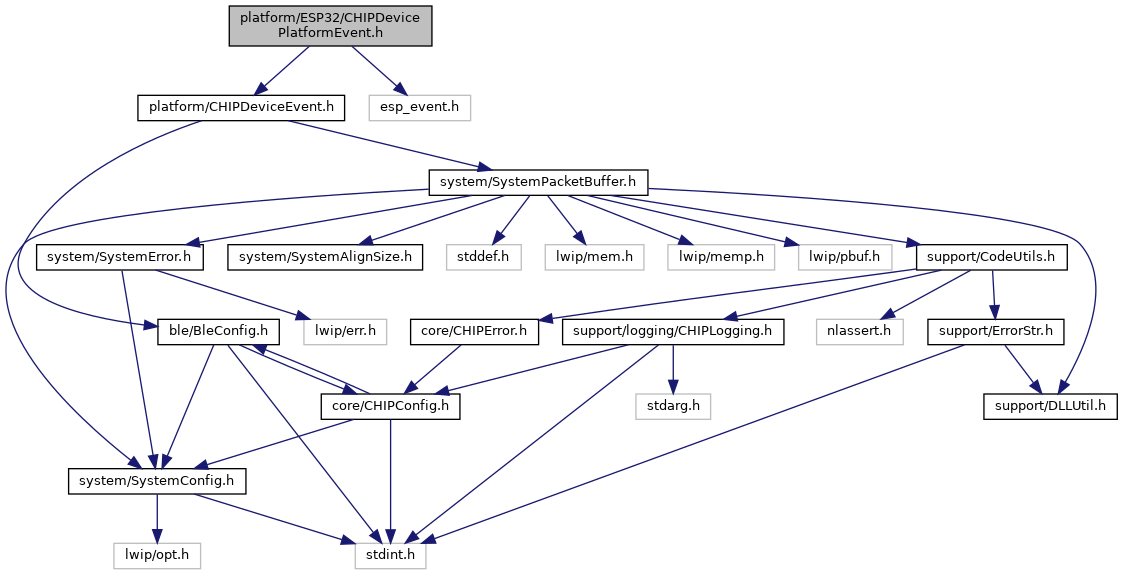 platform/ESP32/CHIPDevice
PlatformEvent.h
platform/CHIPDeviceEvent.h
esp_event.h
system/SystemPacketBuffer.h
system/SystemError.h
system/SystemAlignSize.h
stddef.h
lwip/mem.h
lwip/memp.h
lwip/pbuf.h
support/CodeUtils.h
ble/BleConfig.h
lwip/err.h
core/CHIPError.h
support/logging/CHIPLogging.h
nlassert.h
support/ErrorStr.h
core/CHIPConfig.h
stdarg.h
support/DLLUtil.h
system/SystemConfig.h
lwip/opt.h
stdint.h